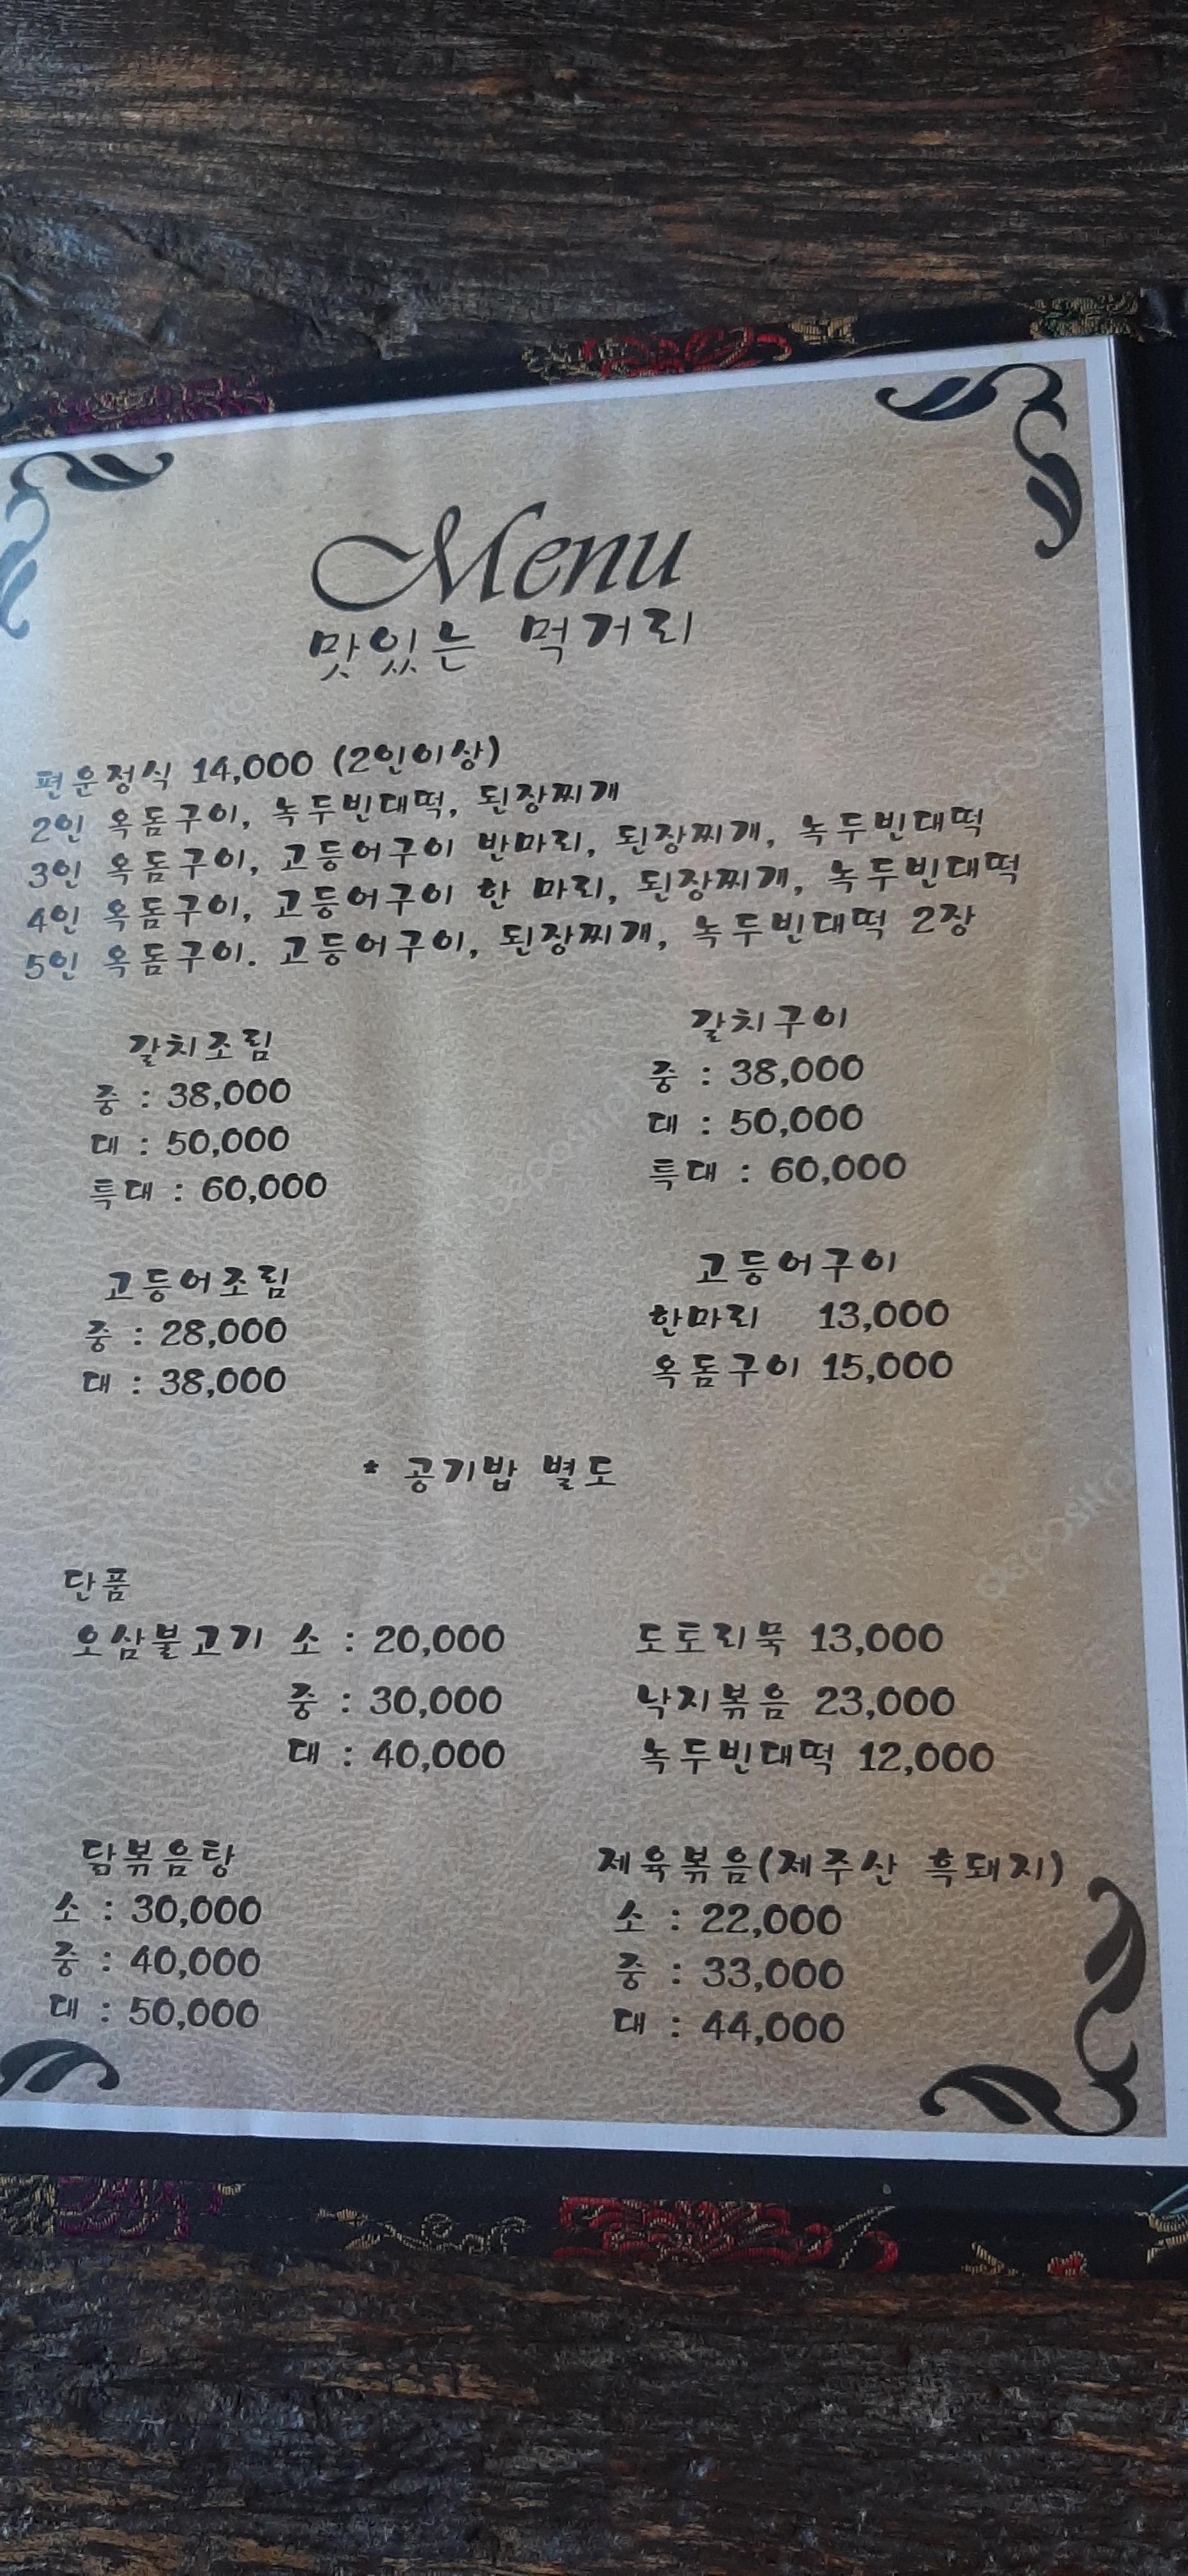 Menu
맛있는 먹거리
편운정식 14,000 (2인이상)
2인 옥돔구이, 녹두빈대떡, 된장찌개
3인 옥돔구이, 고등어구이 반마리, 된장찌개, 녹두빈대떡
4인 옥돔구이, 고등어구이 한 마리, 된장찌개, 녹두빈대떡
5인 옥돔구이. 고등어구이, 된장찌개, 녹두빈대떡 2장
갈치조림
중 : 38,000
대 : 50,000
특대 : 60,000
갈치구이
중 : 38,000
대 : 50,000
특대 : 60,000
고등어조림
중 : 28,000
대 : 38,000
고등어구이
한마리 13,000
옥돔구이 15,000
* 공기밥 별도
단품
오삼불고기 소 : 20,000
중 : 30,000
대 : 40,000
도토리묵 13,000
낙지볶음 23,000
녹두빈대떡 12,000
닭볶음탕
소 : 30,000
중 : 40,000
대 : 50,000
제육볶음(제주산 흑돼지)
소 : 22,000
중 : 33,000
대 : 44,000